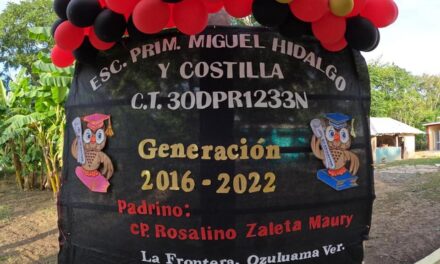 ESC. PRIM. MIGUEL HIDALGO
Y COSTILLA
C.T. 30DPR1233N
Generación
2016-2022
Padrino:
CP. Rosalino Zaleta Maury
La Frontera, Ozuluama Ver.